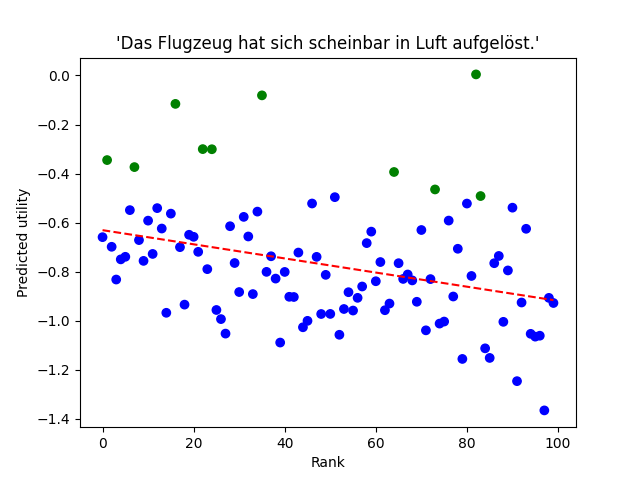 'Das Flugzeug hat sich scheinbar in Luft aufgelöst.'
0.0
−0.2
−0.4
−0.6
−0.8
−1.0
−1.2
−1.4
Predicted utility
0 20 40 60 80 100
Rank